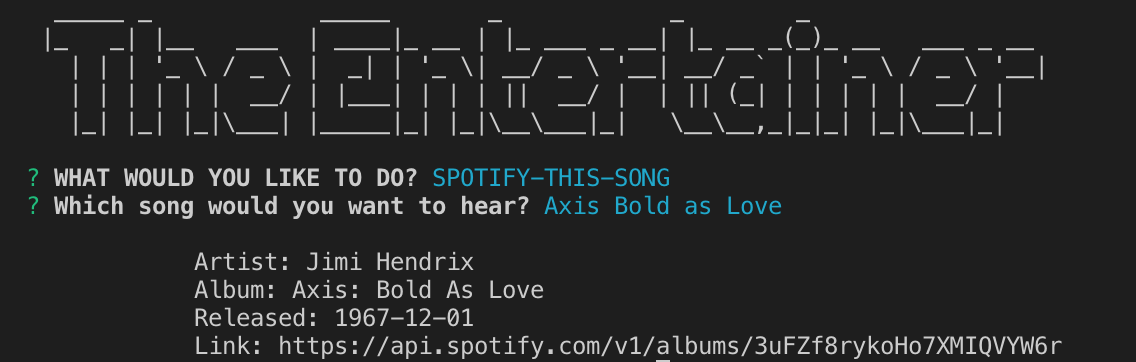 The Entertainer
? WHAT WOULD YOU LIKE TO DO? SPOTIFY-THIS-SONG
? Which song would you want to hear? Axis Bold as Love
Artist: Jimi Hendrix
Album: Axis: Bold As Love
Released: 1967-12-01
Link: https://api.spotify.com/v1/albums/3uFZf8rykoHo7XMIQVYW6r